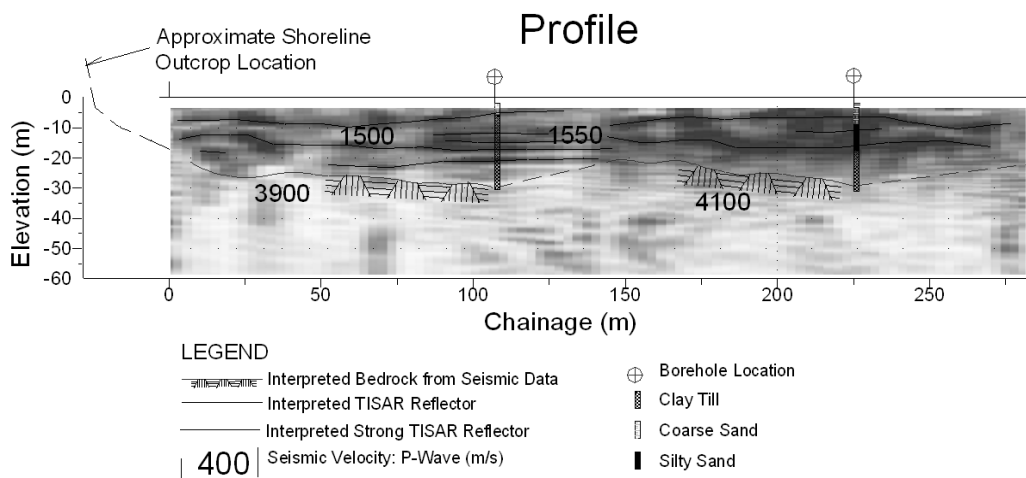 Profile
Approximate Shoreline
Outcrop Location
Elevation (m)
0
-10
-20
-30
-40
-50
-60
1500
1550
3900
4100
0
50
100
150
200
250
Chainage (m)
LEGEND
Interpreted Bedrock from Seismic Data
Interpreted TISAR Reflector
Interpreted Strong TISAR Reflector
400 Seismic Velocity: P-Wave (m/s)
Borehole Location
Clay Till
Coarse Sand
Silty Sand